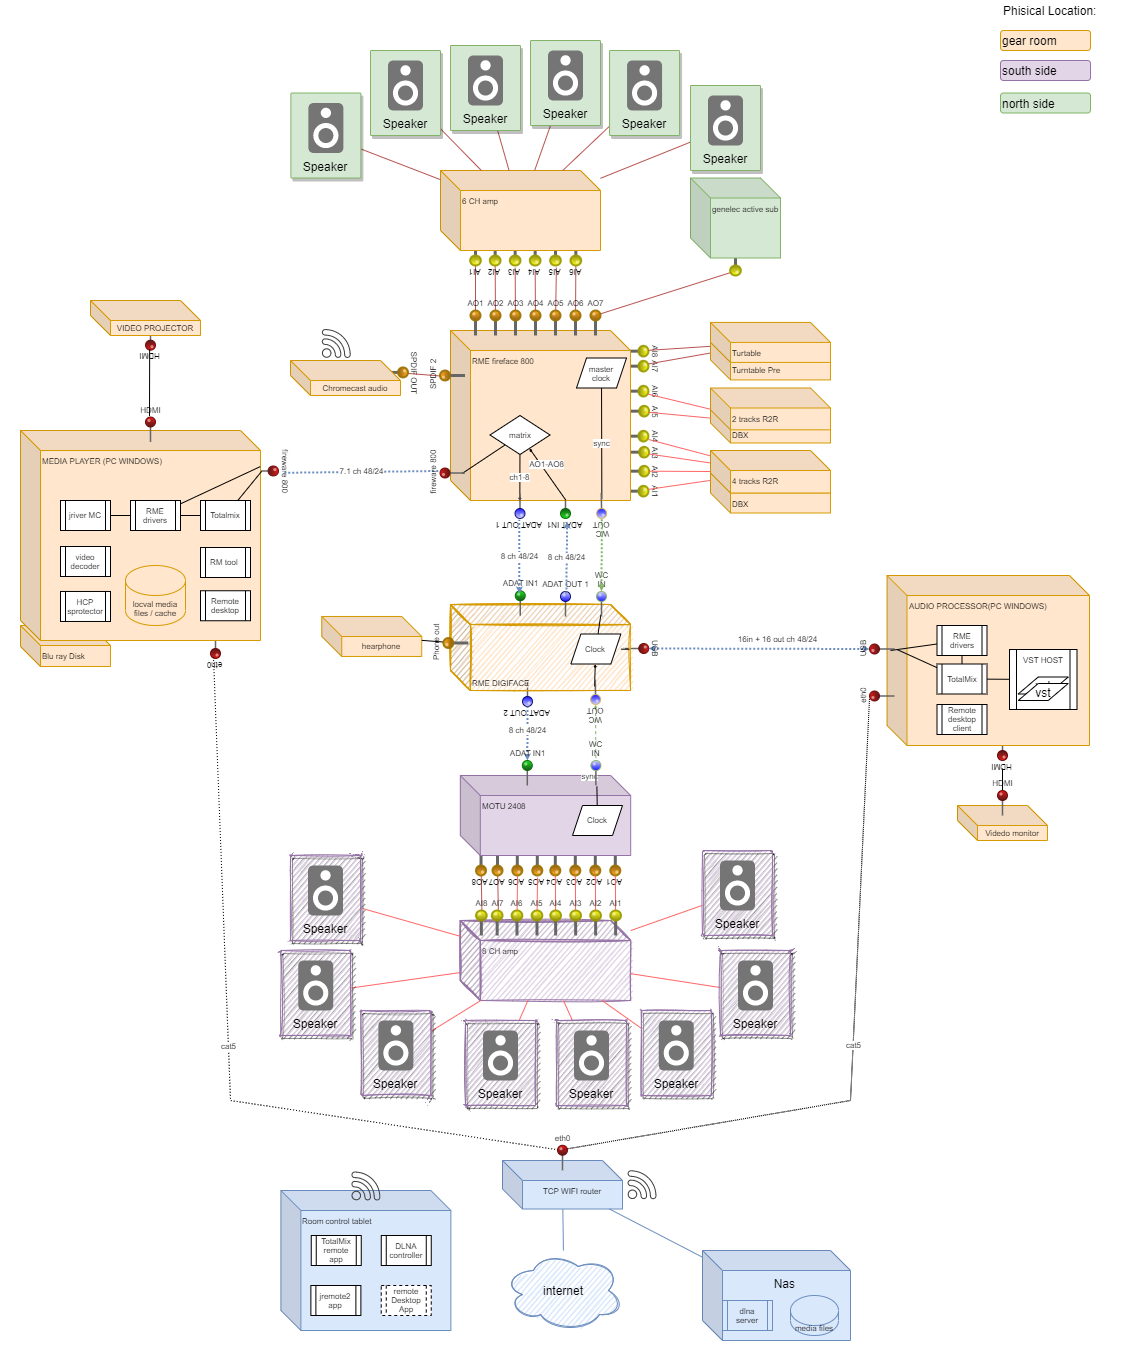 Phisical Location:
gear room
south side
north side
Speaker
Speaker
Speaker
Speaker
Speaker
Speaker
6 CH amp
genelec active sub
AI1
AI2
AI3
AI4
AI5
AI6
AO1
AO2
AO3
AO4
AO5
AO6
AO7
VIDEO PROJECTOR
HDMI
HDMI
Chromecast audio
SPDIF OUT
SPDIF 2
RME fireface 800
master
clock
sync
matrix
AO1-AO8
ch1-8
AI8
AI7
AI6
AI5
AI4
AI3
AI2
AI1
Turtable
Turntable Pre
2 tracks R2R
DBX
4 tracks R2R
DBX
MEDIA PLAYER (PC WINDOWS)
fireware 800
7.1 ch 48/24
fireware 800
jriver MC
RME
drivers
Totalmix
video
decoder
RM tool
HCP
sprotector
locval media
files / cache
Remote
desktop
Blu ray Disk
eth0
ADAT OUT 1
ADAT IN1
WC
OUT
8 ch 48/24
8 ch 48/24
ADAT IN1
ADAT OUT 1
WC
IN
hearphone
Phone out
Clock
RME DIGIFACE
USB
16in + 16 out ch 48/24
USB
eth0
AUDIO PROCESSOR(PC WINDOWS)
RME
drivers
TotalMix
VST HOST
vst
Remote
desktop
client
HDMI
HDMI
Videdo monitor
ADAT OUT 2
WC
OUT
8 ch 48/24
ADAT IN1
WC
IN
sync
MOTU 2408
Clock
AO8
AO7
AO6
AO5
AO4
AO3
AO2
AO1
AI8
AI7
AI6
AI5
AI4
AI3
AI2
AI1
8 CH amp
Speaker
Speaker
Speaker
Speaker
Speaker
Speaker
Speaker
Speaker
cat5
cat5
eth0
TCP WIFI router
Room control tablet
TotalMix
remote
app
DLNA
controller
jremote2
app
remote
Desktop
App
internet
Nas
dlna
server
media files